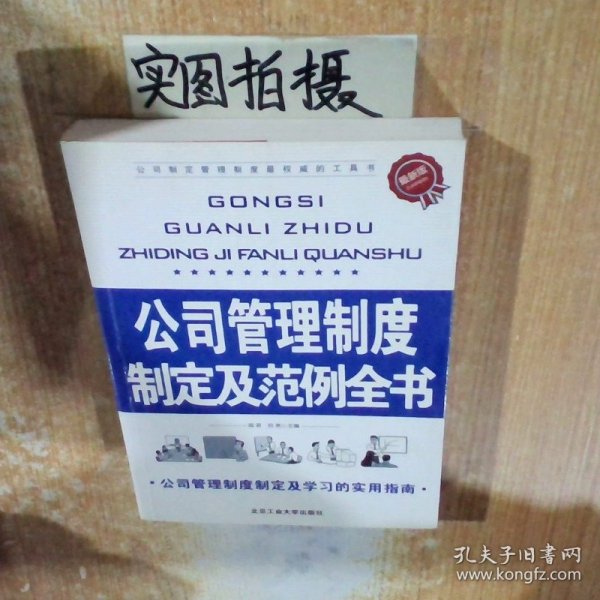 实图拍摄
公司制定管理制度最权威的工具书
最新版
GONGSI
GUANLI ZHIDU
ZHIDING JI FANLI QUANSHU
★★★★★★★★★★★
公司管理制度
制定及范例全书
主编
·公司管理制度制定及学习的实用指南·
北京工业大学出版社
孔夫子旧书网
www.kongfz.com